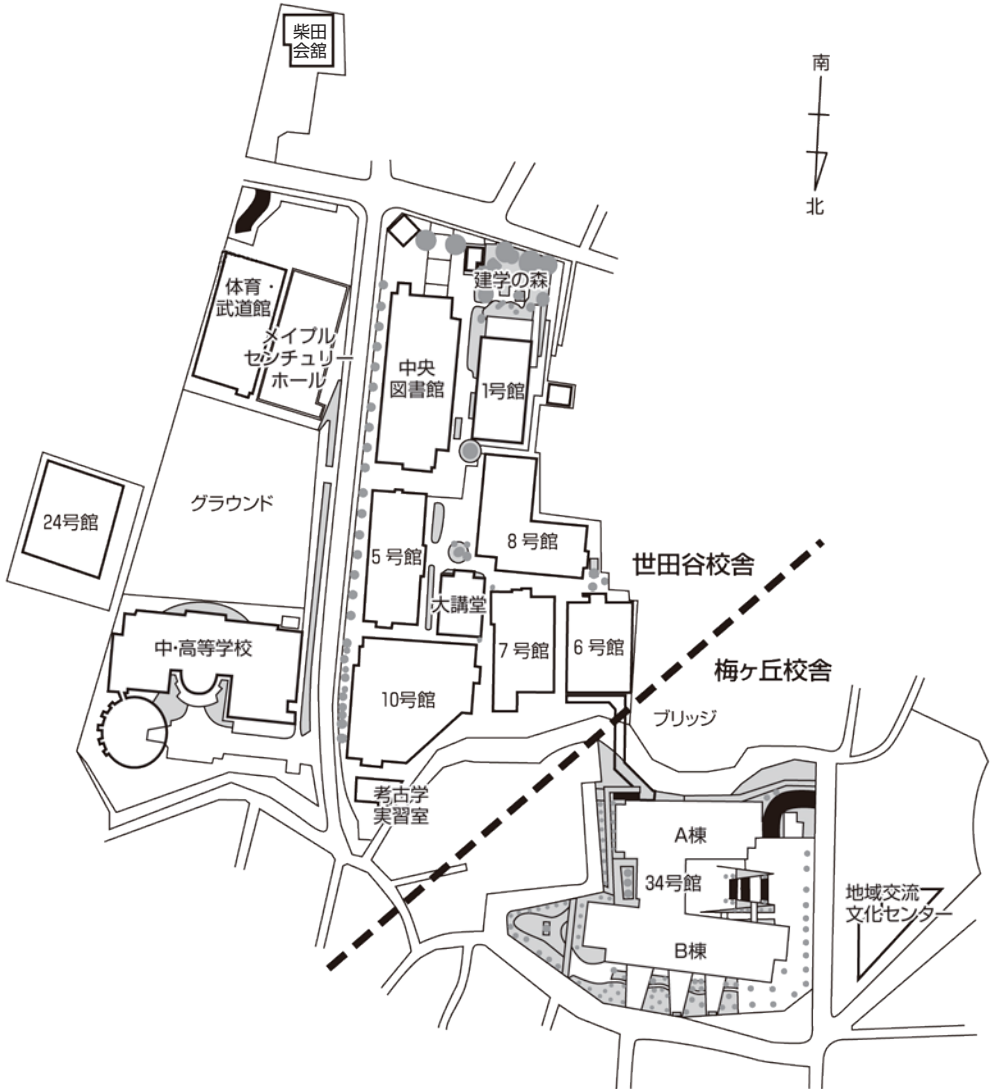 柴田
会舘
南
北
建学の森
体育・
武道館
メイプル
センチュリー
ホール
中央
図書館
1号館
グラウンド
24号館
5 号館
8 号館
世田谷校舎
大講堂
中・高等学校
7 号館
6 号館
梅ヶ丘校舎
10号館
ブリッジ
考古学
実習室
A棟
34号館
地域交流
文化センター
B棟